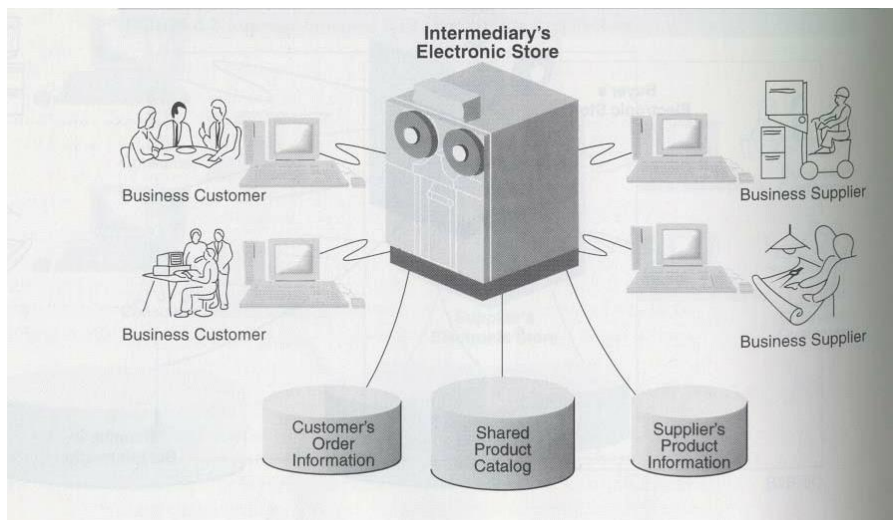 Intermediary's
Electronic Store
Business Customer
Business Supplier
Business Customer
Business Supplier
Customer's
Order
Information
Shared
Product
Catalog
Supplier's
Product
Information